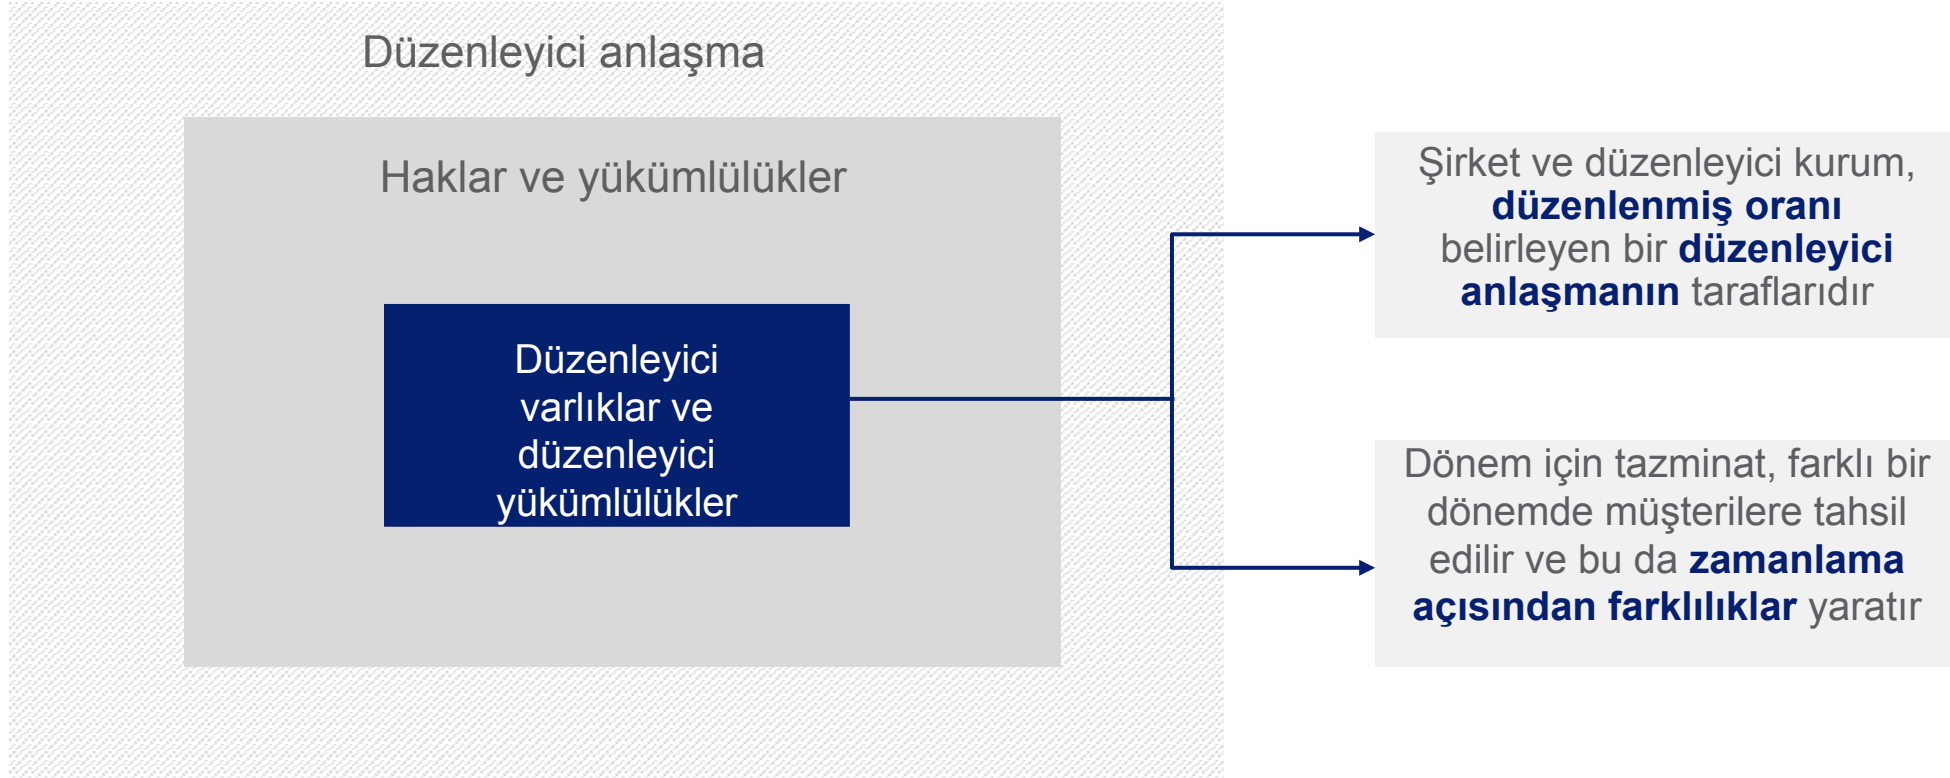 Düzenleyici anlaşma
Haklar ve yükümlülükler
Düzenleyici
varlıklar ve
düzenleyici
yükümlülükler
Şirket ve düzenleyici kurum,
düzenlenmiş oranı
belirleyen bir düzenleyici
anlaşmanın taraflarıdır
Dönem için tazminat, farklı bir
dönemde müşterilere tahsil
edilir ve bu da zamanlama
açısından farklılıklar yaratır